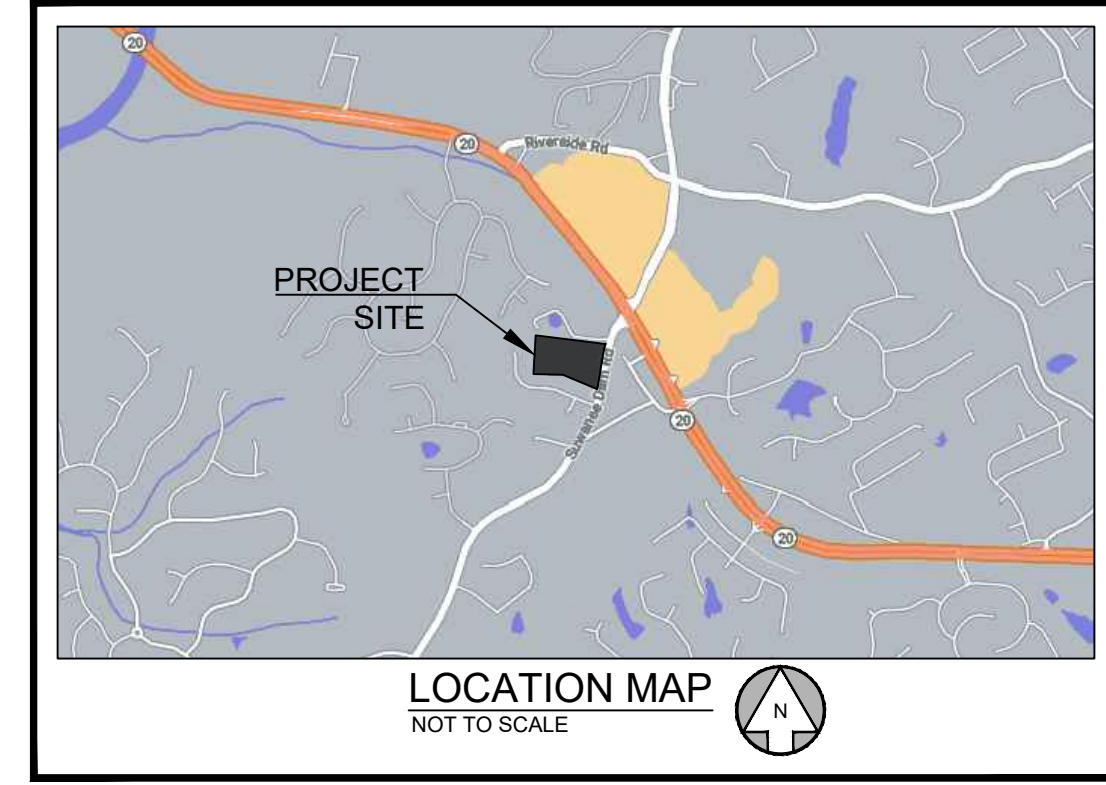 20
20
Riverside Rd
PROJECT
SITE
Suwanee Dam Rd
20
20
LOCATION MAP
NOT TO SCALE
N